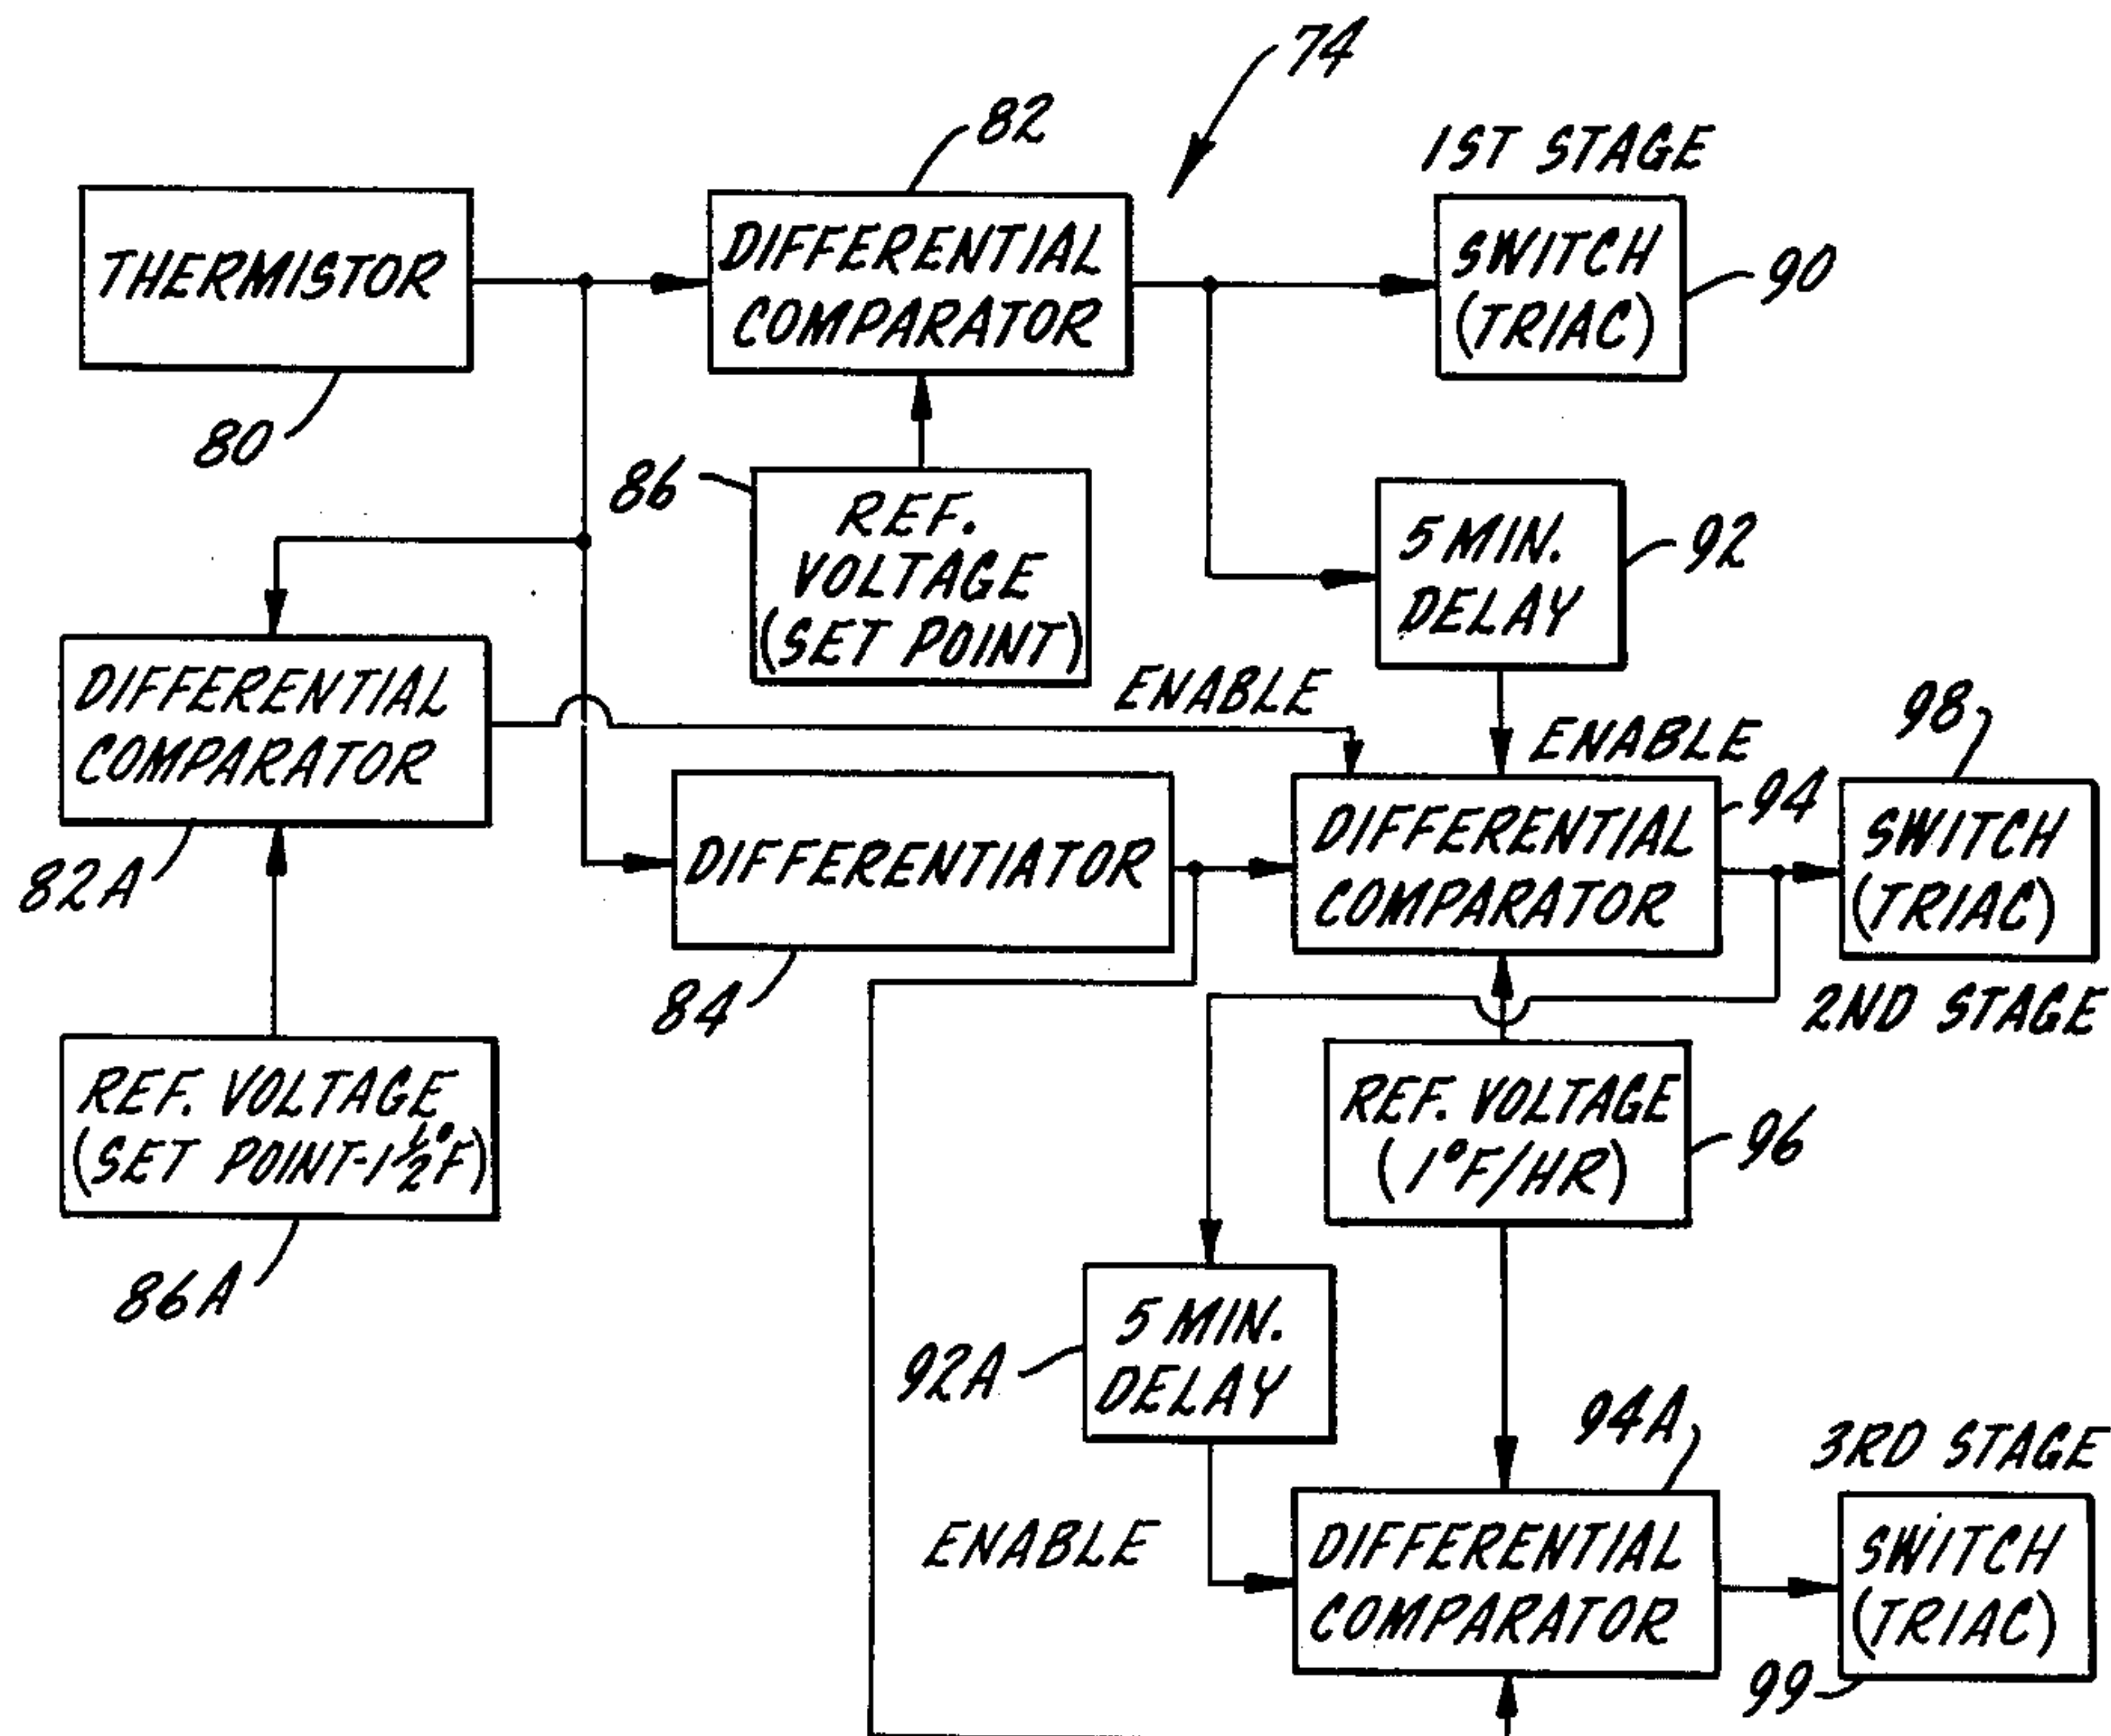 74
82
1ST STAGE
THERMISTOR
DIFFERENTIAL
COMPARATOR
SWITCH
(TRIAC)
90
80
86
REF.
VOLTAGE
(SET POINT)
5 MIN.
DELAY
92
DIFFERENTIAL
COMPARATOR
82A
ENABLE
ENABLE
98
DIFFERENTIATOR
84
DIFFERENTIAL
COMPARATOR
94
SWITCH
(TRIAC)
2ND STAGE
REF. VOLTAGE
(SET POINT-1½°F)
86A
REF. VOLTAGE
(1°F/HR)
96
5 MIN.
DELAY
92A
94A
3RD STAGE
ENABLE
DIFFERENTIAL
COMPARATOR
SWITCH
(TRIAC)
99